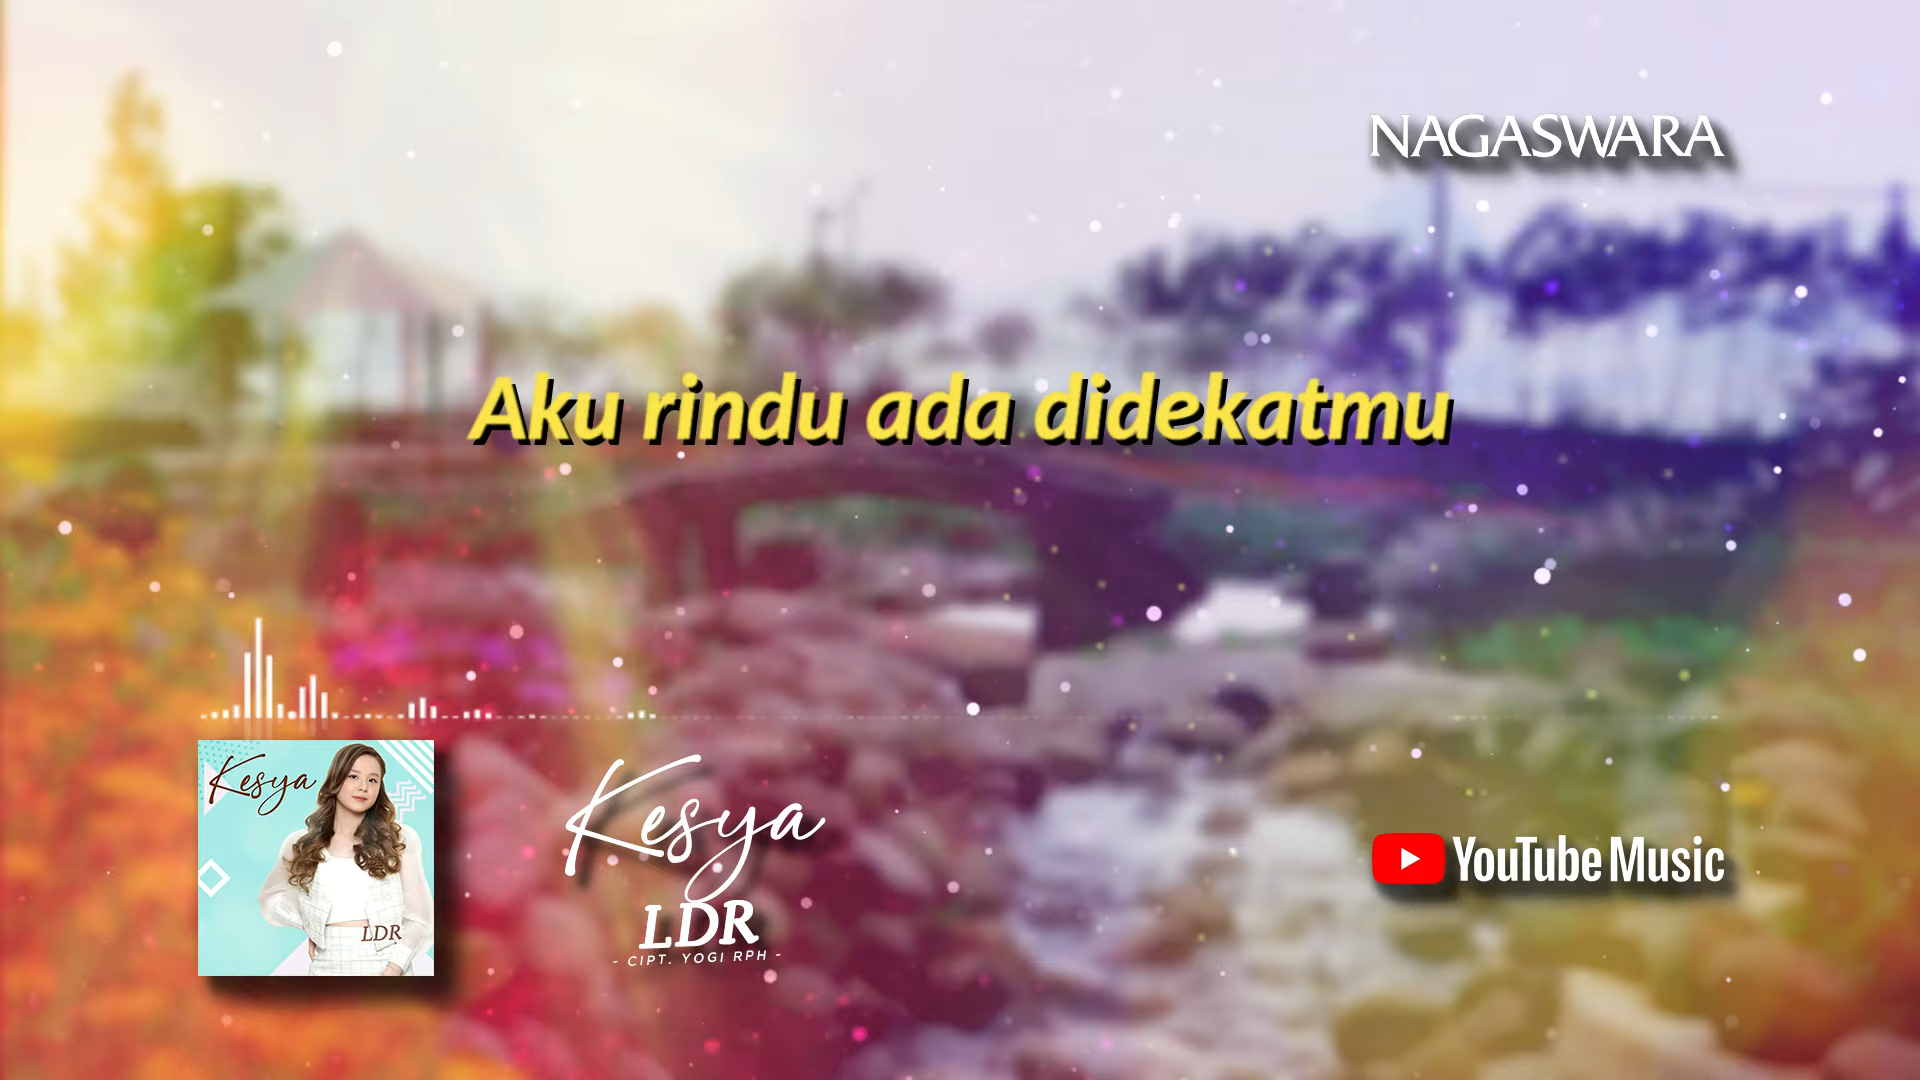 NAGASWARA
Aku rindu ada didekatmu
Kesya
LDR
Kesya
LDR
- CIPT. YOGI RPH -
YouTube Music